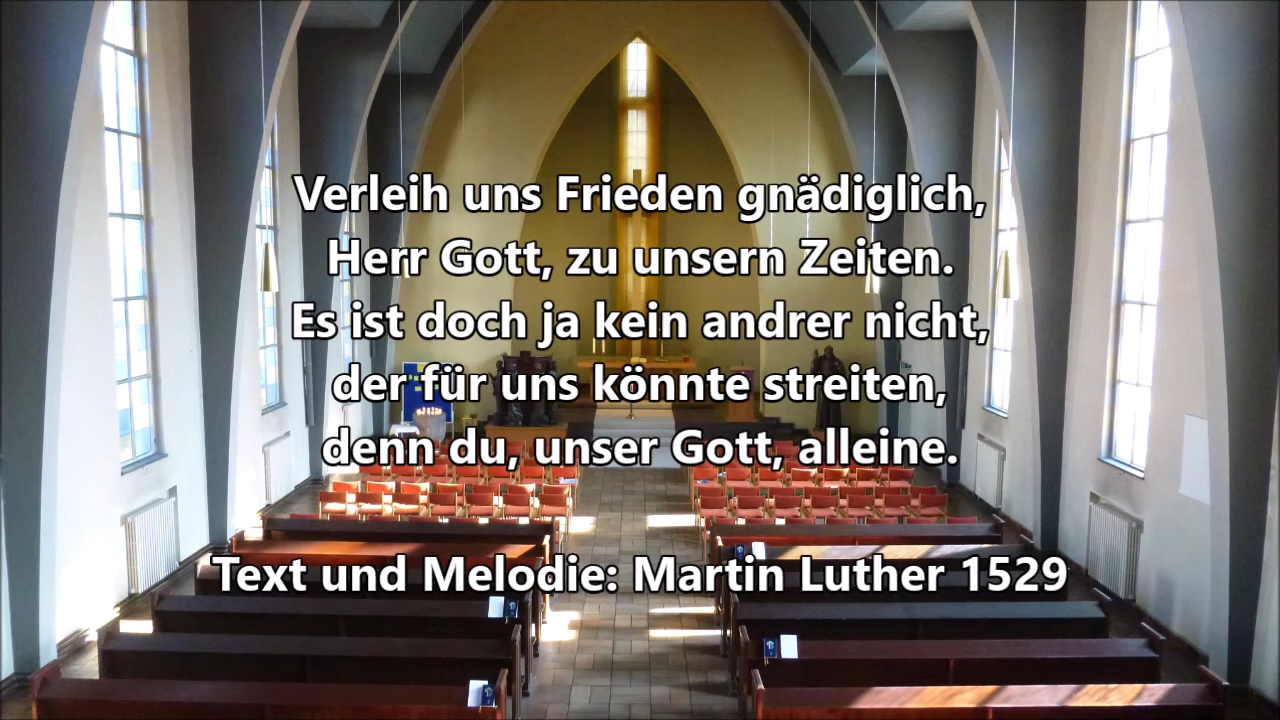 Verleih uns Frieden gnädiglich,
Herr Gott, zu unsern Zeiten.
Es ist doch ja kein andrer nicht,
der für uns könnte streiten,
denn du, unser Gott, alleine.
Text und Melodie: Martin Luther 1529